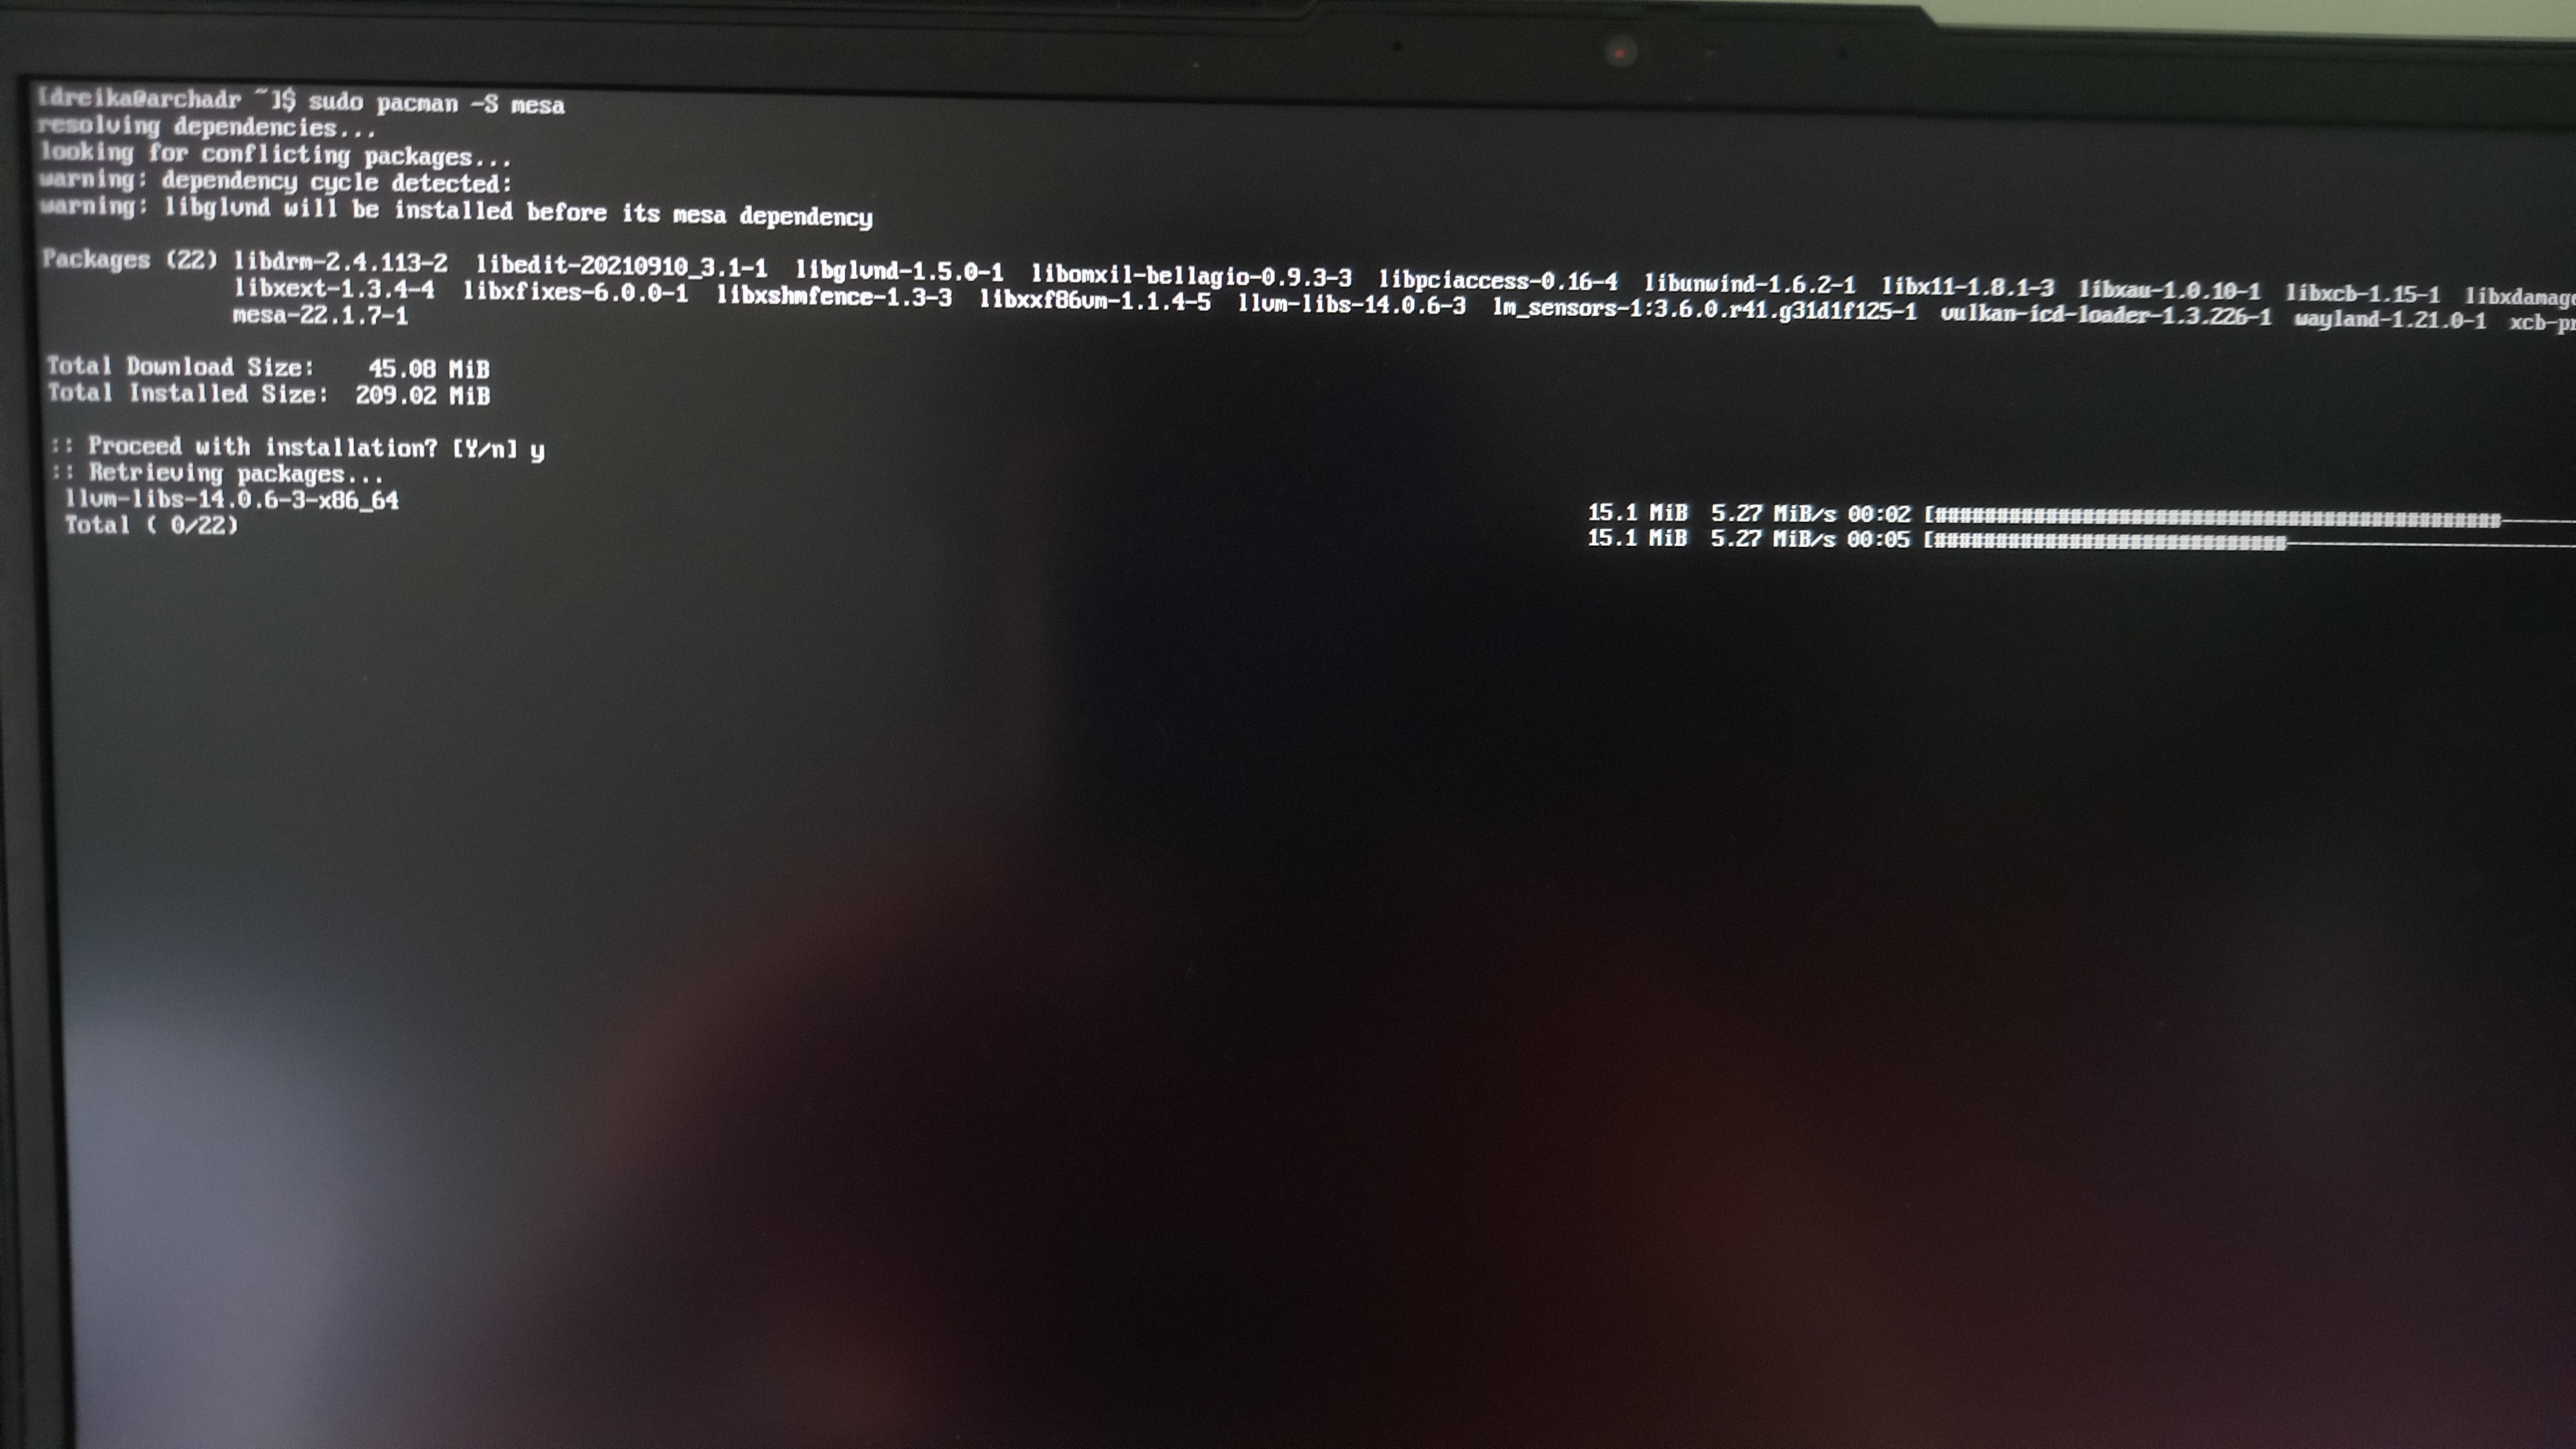 [dreika@archadr ~]$ sudo pacman -S mesa
resolving dependencies...
looking for conflicting packages...
warning: dependency cycle detected:
warning: libglvnd will be installed before its mesa dependency
Packages (22) libdrm-2.4.113-2 libedit-20210910_3.1-1 libglvnd-1.5.0-1 libomxil-bellagio-0.9.3-3 libpciaccess-0.16-4 libunwind-1.6.2-1 libx11-1.8.1-3 libxau-1.0.10-1 libxcb-1.15-1 libxdamage
libxext-1.3.4-4 libxfixes-6.0.0-1 libxshmfence-1.3-3 libxxf86vm-1.1.4-5 llvm-libs-14.0.6-3 lm_sensors-1:3.6.0.r41.g31d1f125-1 vulkan-icd-loader-1.3.226-1 wayland-1.21.0-1 xcb-pr
mesa-22.1.7-1
Total Download Size: 45.08 MiB
Total Installed Size: 209.02 MiB
:: Proceed with installation? [Y/n] y
:: Retrieving packages...
llvm-libs-14.0.6-3-x86_64 15.1 MiB 5.27 MiB/s 00:02 [##########################################------
Total ( 0/22) 15.1 MiB 5.27 MiB/s 00:05 [##########################----------------------